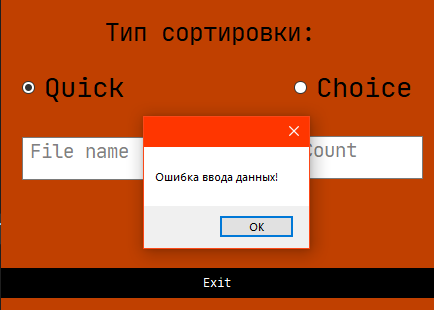 Тип сортировки:
Quick
Choice
File name
Count
Ошибка ввода данных!
OK
Exit